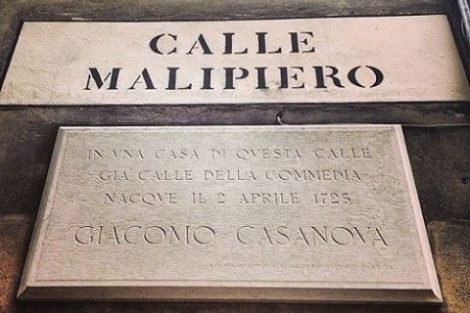 CALLE
MALIPIERO
IN VNA CASA DI QVESTA CALLE
GIA CALLE DELLA COMMEDIA
NACQVE IL 2 APRILE 1725
GIACOMO CASANOVA